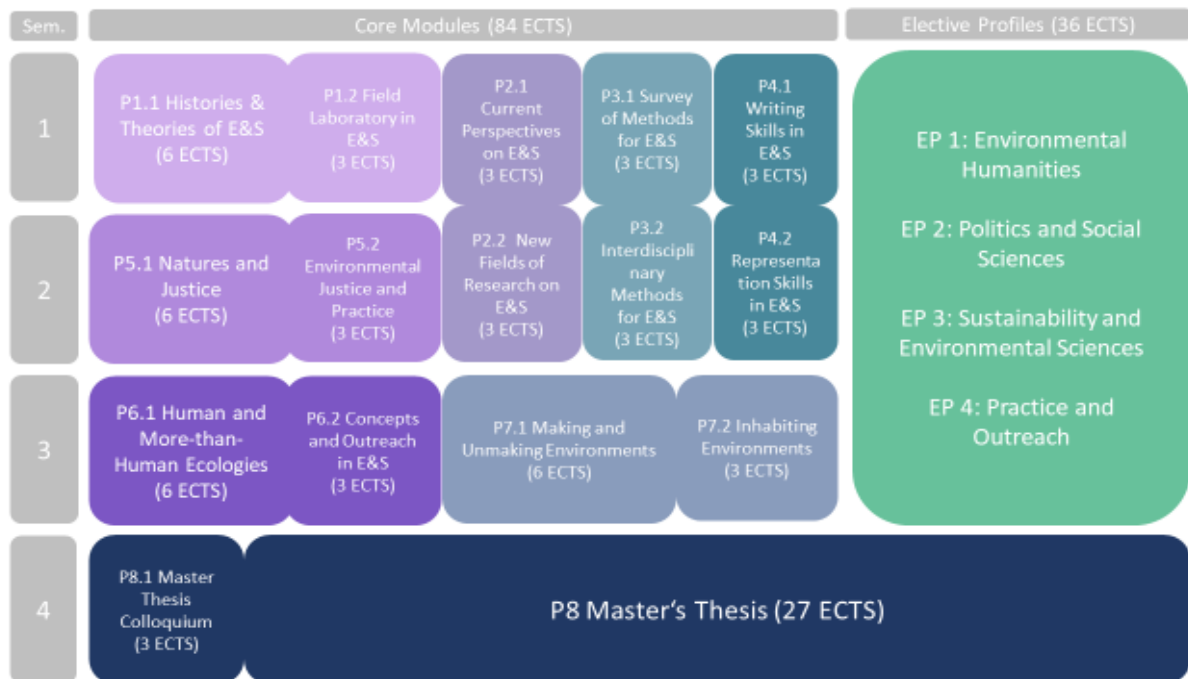 Sem.
Core Modules (84 ECTS)
Elective Profiles (36 ECTS)
1
P1.1 Histories &
Theories of E&S
(6 ECTS)
P1.2 Field
Laboratory in
E&S
(3 ECTS)
P2.1
Current
Perspectives
on E&S
(3 ECTS)
P3.1 Survey
of Methods
for E&S
(3 ECTS)
P4.1
Writing
Skills in
E&S
(3 ECTS)
2
P5.1 Natures and
Justice
(6 ECTS)
P5.2
Environmental
Justice and
Practice
(3 ECTS)
P2.2 New
Fields of
Research on
E&S
(3 ECTS)
P3.2
Interdiscipli
nary
Methods
for E&S
(3 ECTS)
P4.2
Representa
tion Skills
in E&S
(3 ECTS)
3
P6.1 Human and
More-than-
Human Ecologies
(6 ECTS)
P6.2 Concepts
and Outreach
in E&S
(3 ECTS)
P7.1 Making and
Unmaking Environments
(6 ECTS)
P7.2 Inhabiting
Environments
(3 ECTS)
EP 1: Environmental
Humanities
EP 2: Politics and Social
Sciences
EP 3: Sustainability and
Environmental Sciences
EP 4: Practice and
Outreach
4
P8.1 Master
Thesis
Colloquium
(3 ECTS)
P8 Master's Thesis (27 ECTS)